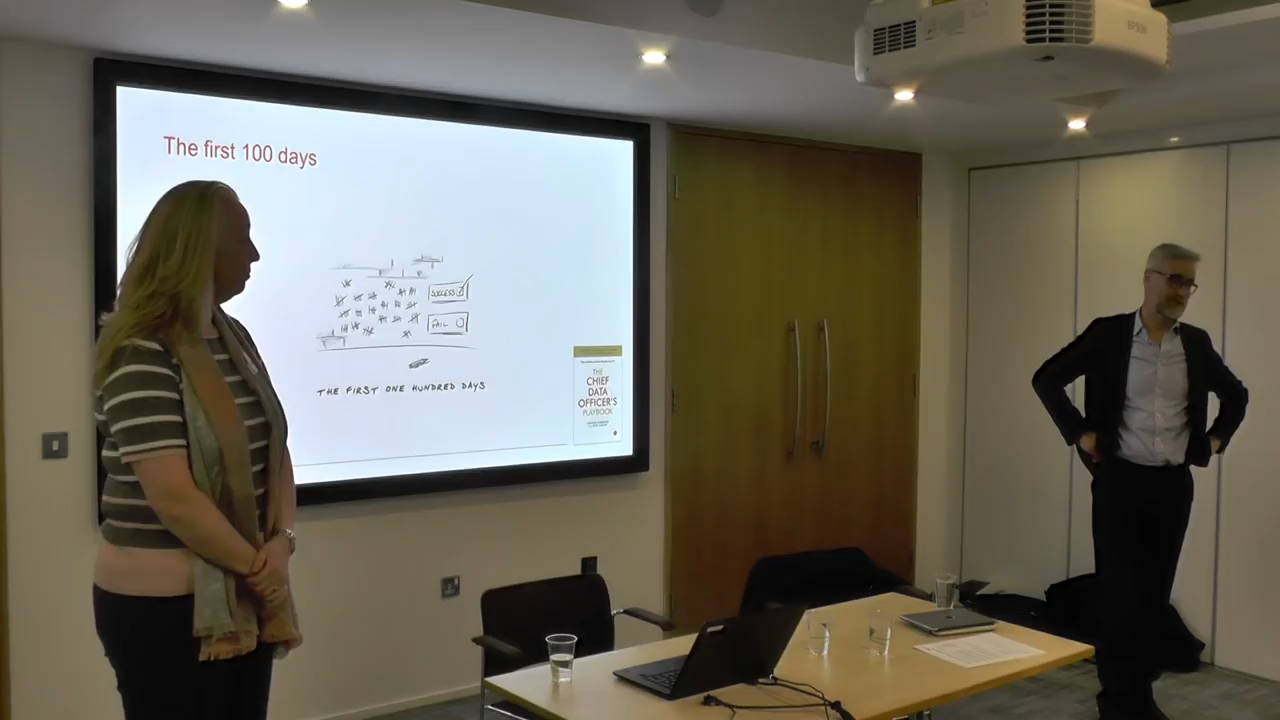 The first 100 days
SUCCESS
FAIL
THE FIRST ONE HUNDRED DAYS
THE
CHIEF
DATA
OFFICER'S
PLAYBOOK
EPSON